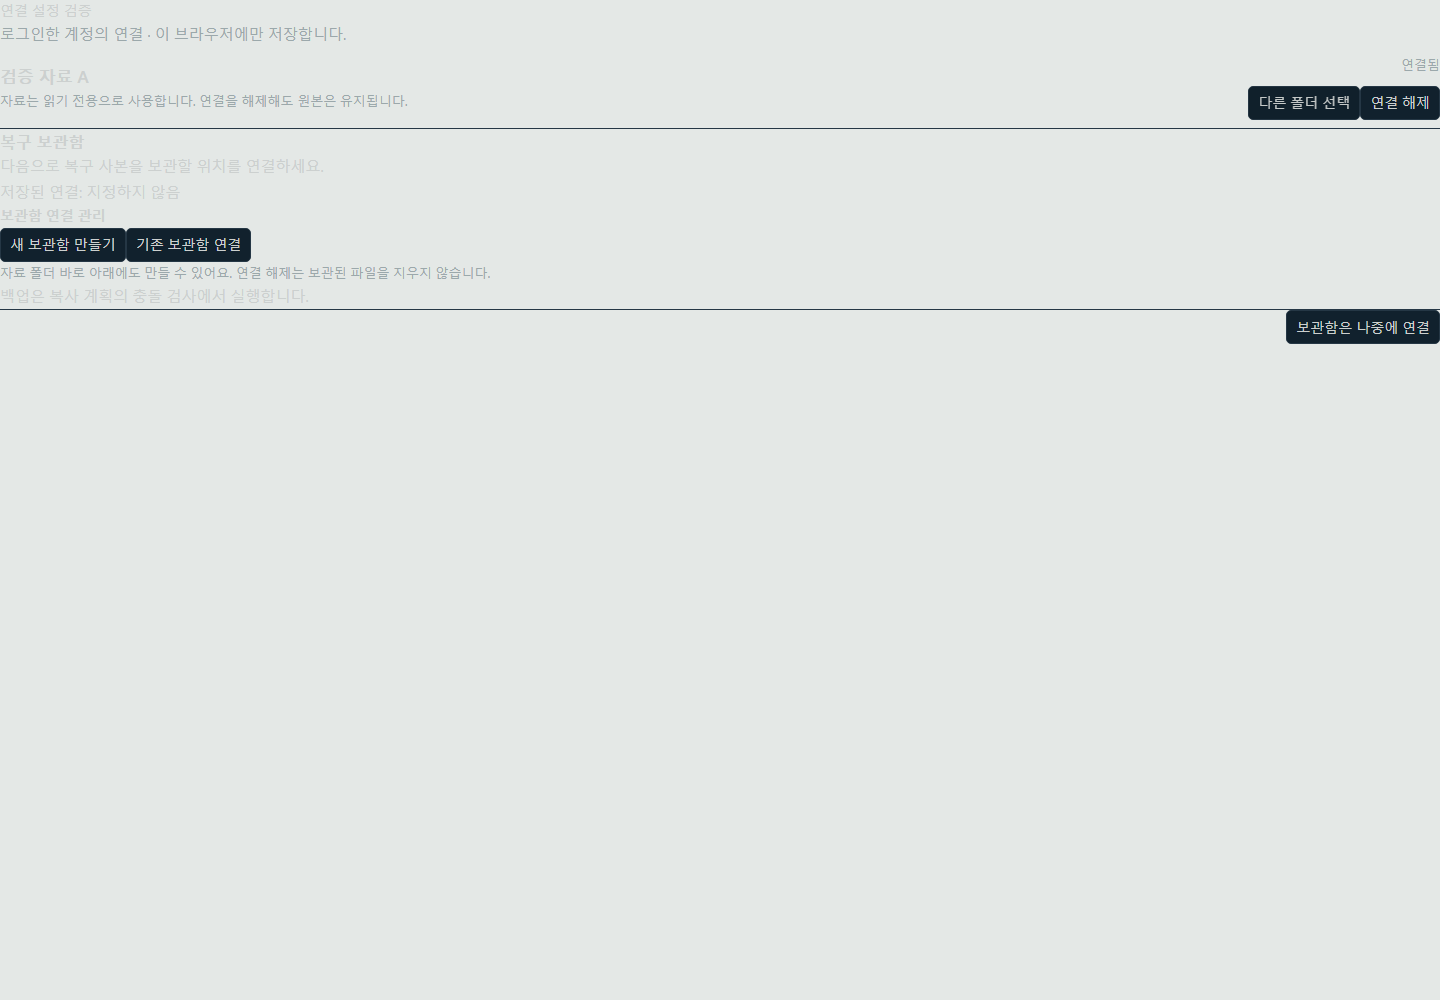 연결 설정 검증
로그인한 계정의 연결 · 이 브라우저에만 저장합니다.
연결됨
검증 자료 A
자료는 읽기 전용으로 사용합니다. 연결을 해제해도 원본은 유지됩니다.
다른 폴더 선택 연결 해제
복구 보관함
다음으로 복구 사본을 보관할 위치를 연결하세요.
저장된 연결: 지정하지 않음
보관함 연결 관리
새 보관함 만들기 기존 보관함 연결
자료 폴더 바로 아래에도 만들 수 있어요. 연결 해제는 보관된 파일을 지우지 않습니다.
백업은 복사 계획의 충돌 검사에서 실행합니다.
보관함은 나중에 연결